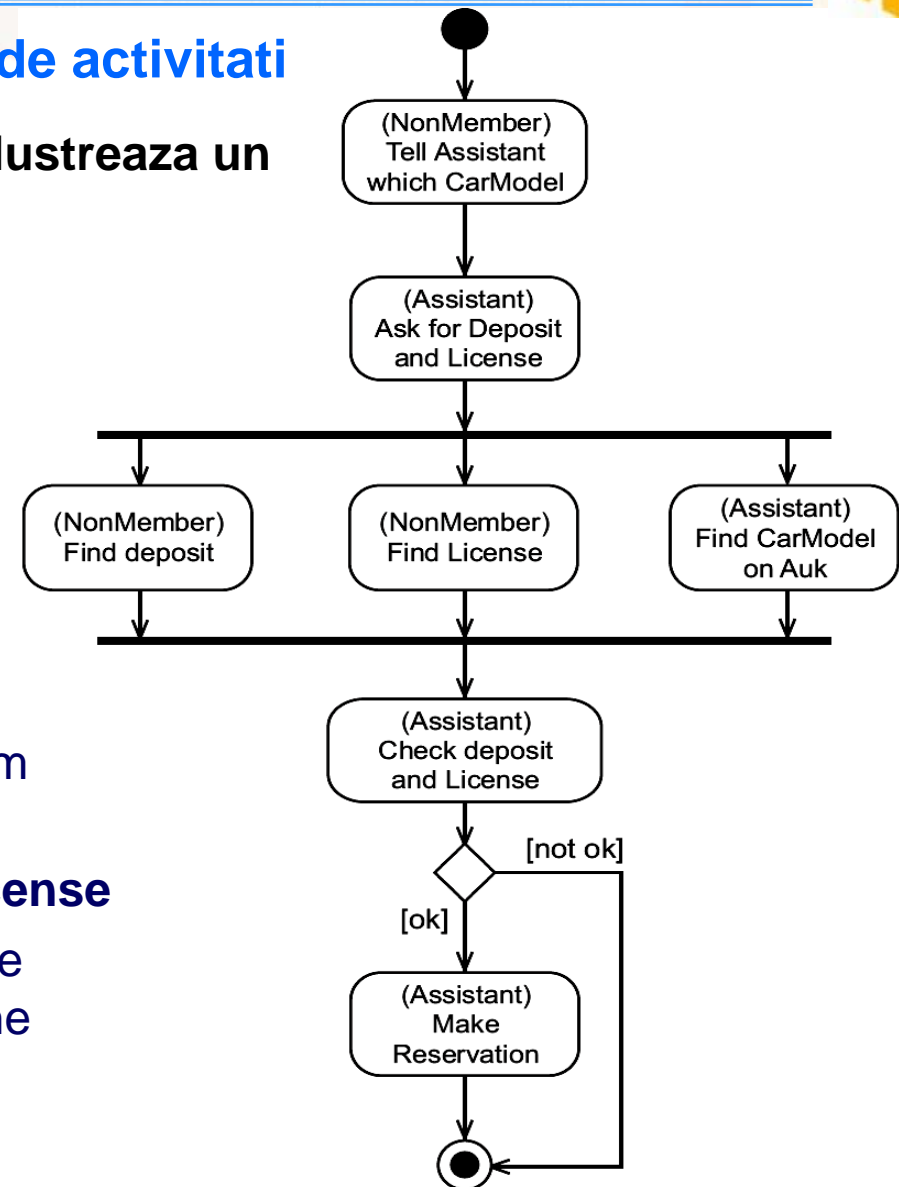 de activitati
lustreaza un
(NonMember)
Tell Assistant
which CarModel
(Assistant)
Ask for Deposit
and License
(NonMember)
Find deposit
(NonMember)
Find License
(Assistant)
Find CarModel
on Auk
(Assistant)
Check deposit
and License
m
[not ok]
ense
[ok]
e
ne
(Assistant)
Make
Reservation